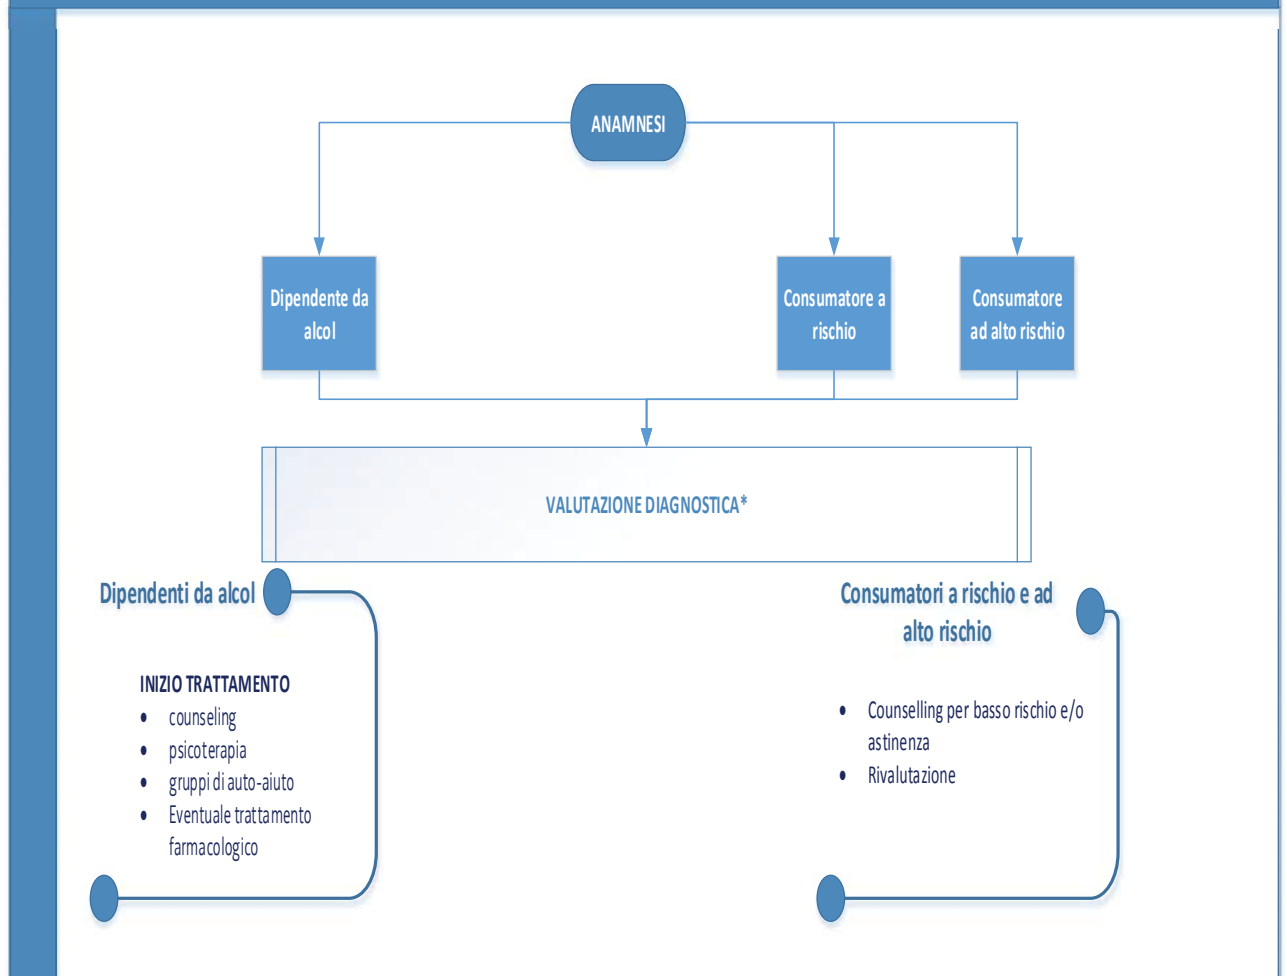 ANAMNESI
Dipendente da
alcol
Consumatore a
rischio
Consumatore
ad alto rischio
VALUTAZIONE DIAGNOSTICA*
Dipendenti da alcol
INIZIO TRATTAMENTO
• counseling
• psicoterapia
• gruppi di auto-aiuto
• Eventuale trattamento
farmacologico
Consumatori a rischio e ad
alto rischio
• Counselling per basso rischio e/o
astinenza
• Rivalutazione